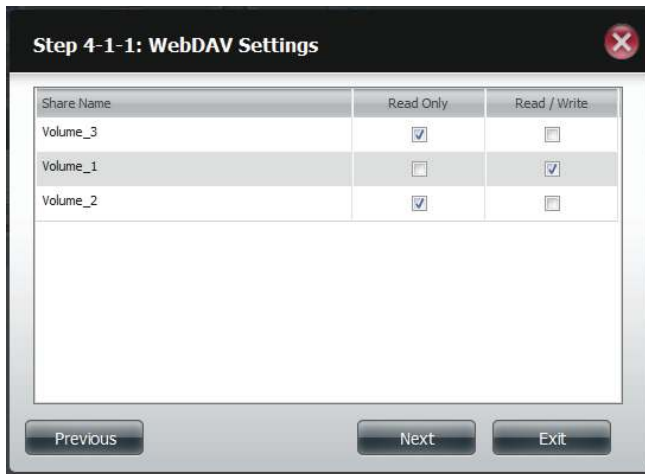 Step 4-1-1: WebDAV Settings
Share Name Read Only Read / Write
Volume_3
Volume_1
Volume_2
Previous Next Exit